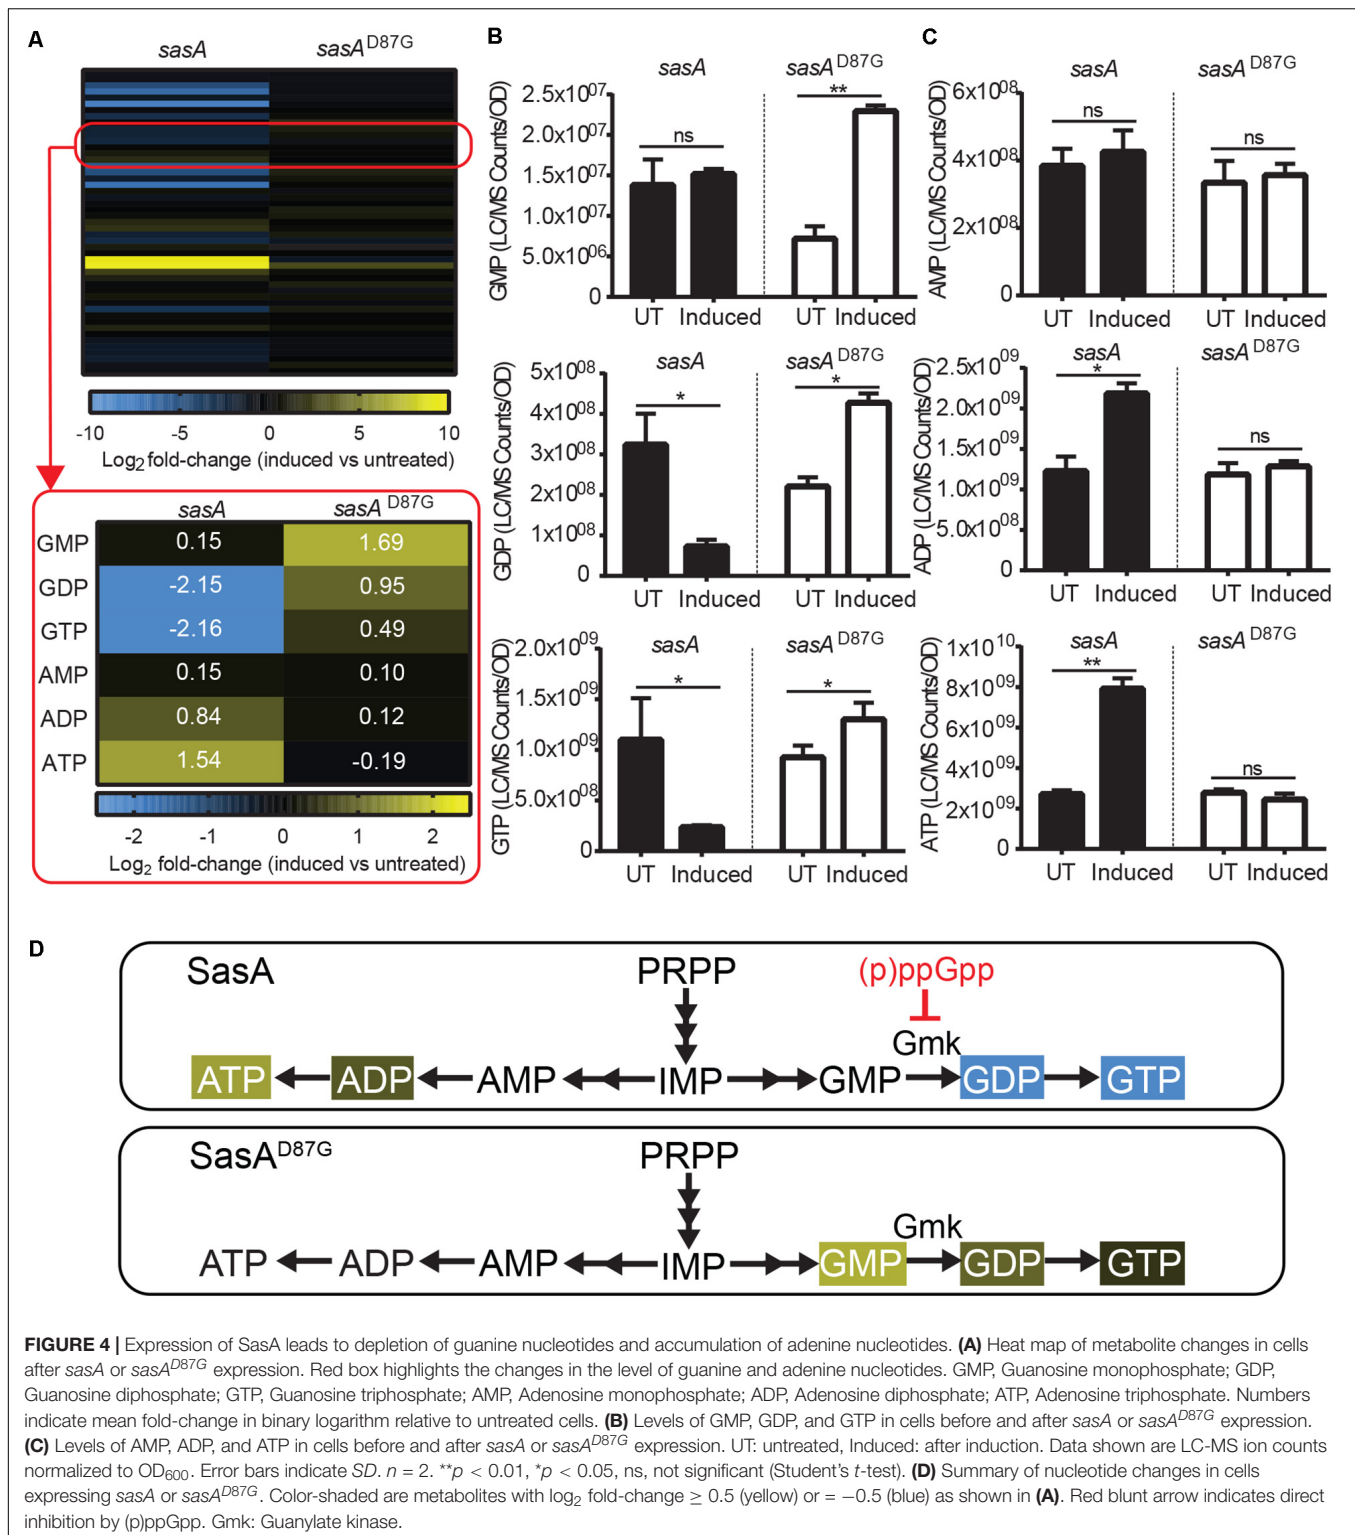 A
sasA sasA D87G
-10 -5 0 5 10
Log2 fold-change (induced vs untreated)
sasA sasA D87G
GMP 0.15 1.69
GDP -2.15 0.95
GTP -2.16 0.49
AMP 0.15 0.10
ADP 0.84 0.12
ATP 1.54 -0.19
-2 -1 0 1 2
Log2 fold-change (induced vs untreated)
B
GMP (LC/MS Counts/OD)
sasA sasA D87G
2.5x10^07
2.0x10^07
1.5x10^07
1.0x10^07
5.0x10^06
0
ns **
UT Induced UT Induced
GDP (LC/MS Counts/OD)
sasA sasA D87G
5x10^08
4x10^08
3x10^08
2x10^08
1x10^08
0
* *
UT Induced UT Induced
GTP (LC/MS Counts/OD)
sasA sasA D87G
2.0x10^09
1.5x10^09
1.0x10^09
5.0x10^08
0
* *
UT Induced UT Induced
C
AMP (LC/MS Counts/OD)
sasA sasA D87G
6x10^08
4x10^08
2x10^08
0
ns ns
UT Induced UT Induced
ADP (LC/MS Counts/OD)
sasA sasA D87G
2.5x10^09
2.0x10^09
1.5x10^09
1.0x10^09
5.0x10^08
0
* ns
UT Induced UT Induced
ATP (LC/MS Counts/OD)
sasA sasA D87G
1x10^10
8x10^09
6x10^09
4x10^09
2x10^09
0
** ns
UT Induced UT Induced
D
SasA PRPP (p)ppGpp
Gmk
ATP ADP AMP IMP GMP GDP GTP
SasA D87G PRPP
Gmk
ATP ADP AMP IMP GMP GDP GTP
FIGURE 4 | Expression of SasA leads to depletion of guanine nucleotides and accumulation of adenine nucleotides. (A) Heat map of metabolite changes in cells
after sasA or sasA^D87G expression. Red box highlights the changes in the level of guanine and adenine nucleotides. GMP, Guanosine monophosphate; GDP,
Guanosine diphosphate; GTP, Guanosine triphosphate; AMP, Adenosine monophosphate; ADP, Adenosine diphosphate; ATP, Adenosine triphosphate. Numbers
indicate mean fold-change in binary logarithm relative to untreated cells. (B) Levels of GMP, GDP, and GTP in cells before and after sasA or sasA^D87G expression.
(C) Levels of AMP, ADP, and ATP in cells before and after sasA or sasA^D87G expression. UT: untreated, Induced: after induction. Data shown are LC-MS ion counts
normalized to OD600. Error bars indicate SD. n = 2. **p < 0.01, *p < 0.05, ns, not significant (Student's t-test). (D) Summary of nucleotide changes in cells
expressing sasA or sasA^D87G. Color-shaded are metabolites with log2 fold-change ≥ 0.5 (yellow) or = −0.5 (blue) as shown in (A). Red blunt arrow indicates direct
inhibition by (p)ppGpp. Gmk: Guanylate kinase.